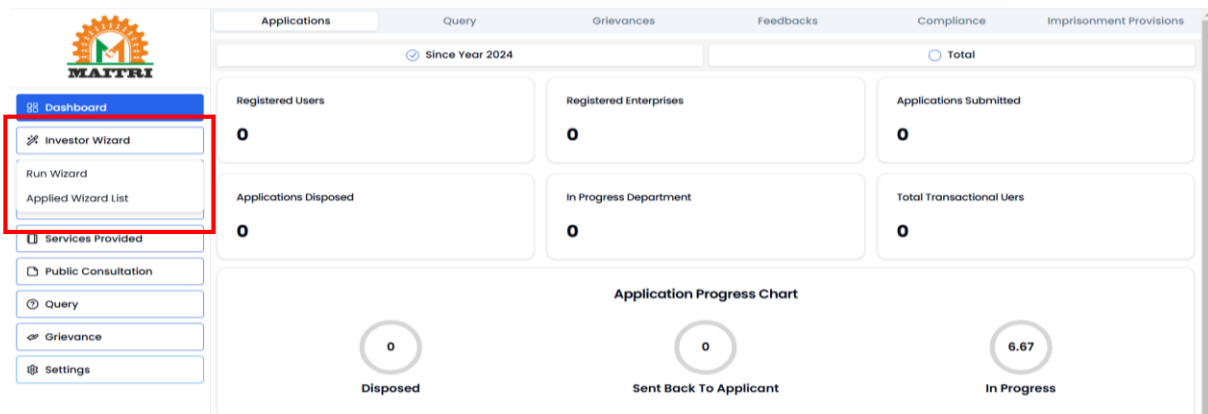 MAITRI
Dashboard
Investor Wizard
Run Wizard
Applied Wizard List
Services Provided
Public Consultation
Query
Grievance
Settings
Applications Query Grievances Feedbacks Compliance Imprisonment Provisions
Since Year 2024 Total
Registered Users Registered Enterprises Applications Submitted
0 0 0
Applications Disposed In Progress Department Total Transactional Uers
0 0 0
Application Progress Chart
0 0 6.67
Disposed Sent Back To Applicant In Progress